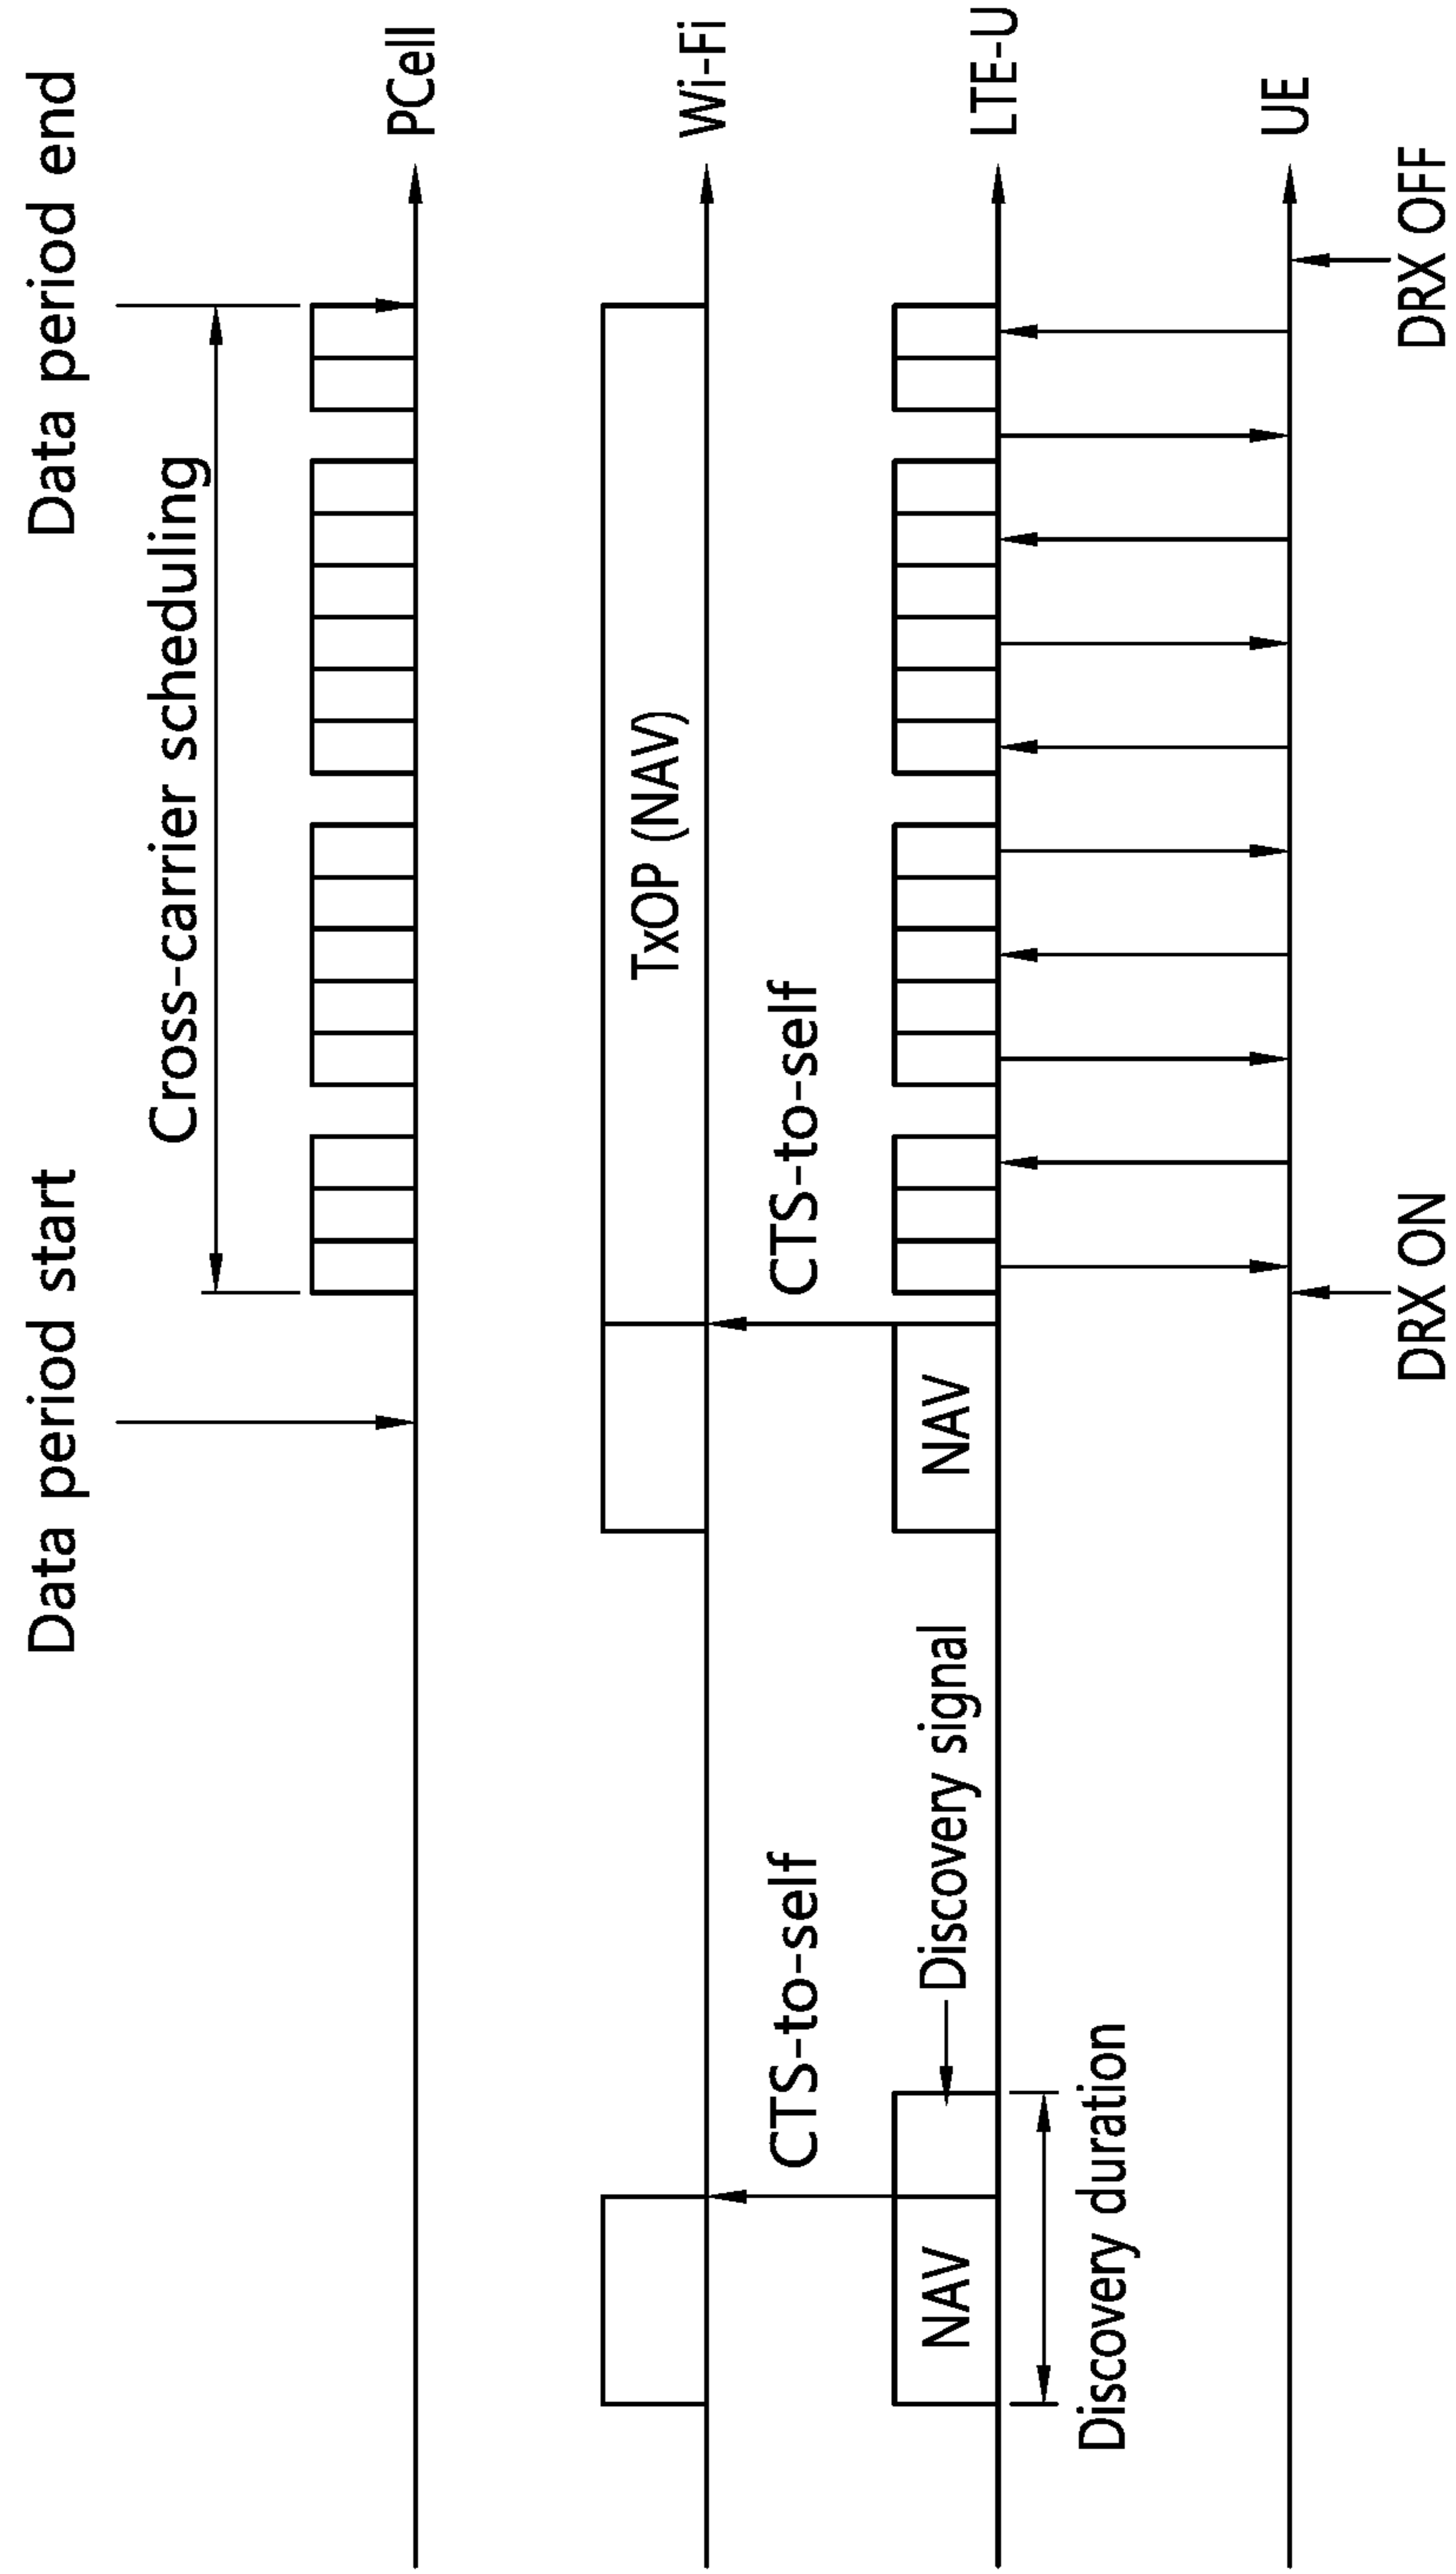 Data period start
Data period end
Cross-carrier scheduling
PCell
TxOP (NAV)
Wi-Fi
CTS-to-self
CTS-to-self
NAV
Discovery signal
NAV
LTE-U
Discovery duration
UE
DRX ON
DRX OFF